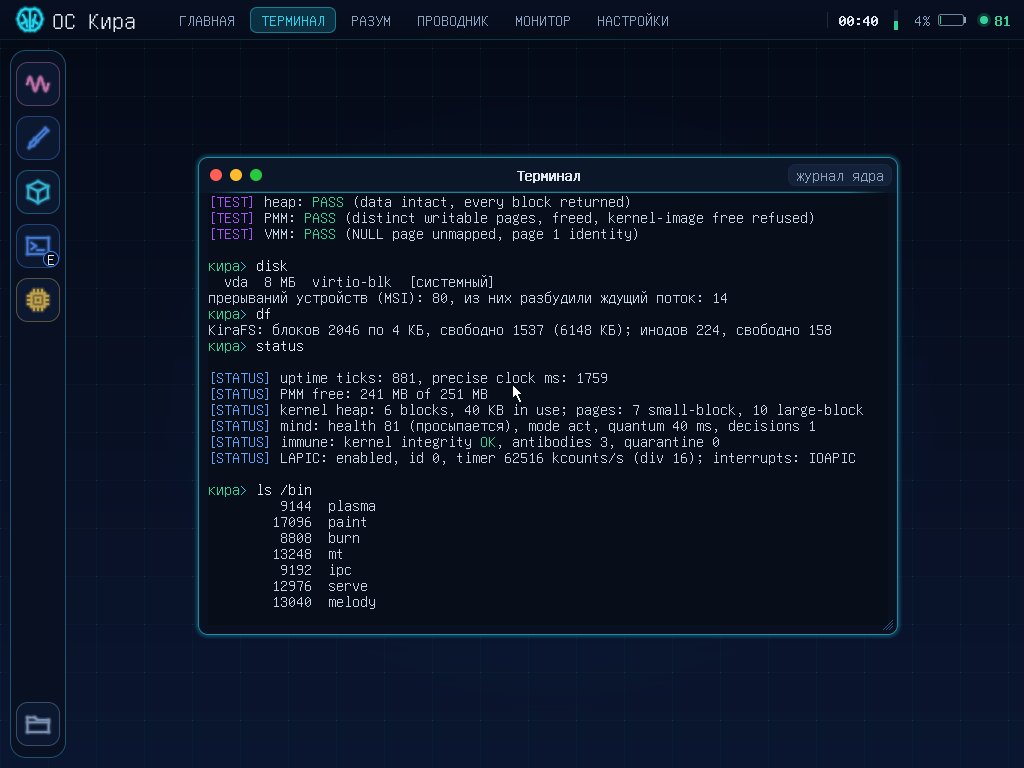 ОС Кира
ГЛАВНАЯ ТЕРМИНАЛ РАЗУМ ПРОВОДНИК МОНИТОР НАСТРОЙКИ
00:40 4% 81
E
Терминал
журнал ядра
[TEST] heap: PASS (data intact, every block returned)
[TEST] PMM: PASS (distinct writable pages, freed, kernel-image free refused)
[TEST] VMM: PASS (NULL page unmapped, page 1 identity)
кира> disk
vda 8 МБ virtio-blk [системный]
прерываний устройств (MSI): 80, из них разбудили ждущий поток: 14
кира> df
KiraFS: блоков 2046 по 4 КБ, свободно 1537 (6148 КБ); инодов 224, свободно 158
кира> status
[STATUS] uptime ticks: 881, precise clock ms: 1759
[STATUS] PMM free: 241 MB of 251 MB
[STATUS] kernel heap: 6 blocks, 40 KB in use; pages: 7 small-block, 10 large-block
[STATUS] mind: health 81 (просыпается), mode act, quantum 40 ms, decisions 1
[STATUS] immune: kernel integrity OK, antibodies 3, quarantine 0
[STATUS] LAPIC: enabled, id 0, timer 62516 kcounts/s (div 16); interrupts: IOAPIC
кира> ls /bin
9144 plasma
17096 paint
8808 burn
13248 mt
9192 ipc
12976 serve
13040 melody